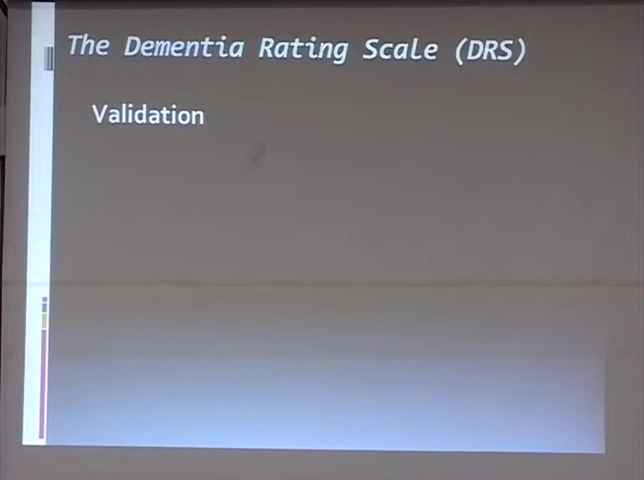 The Dementia Rating Scale (DRS)
Validation